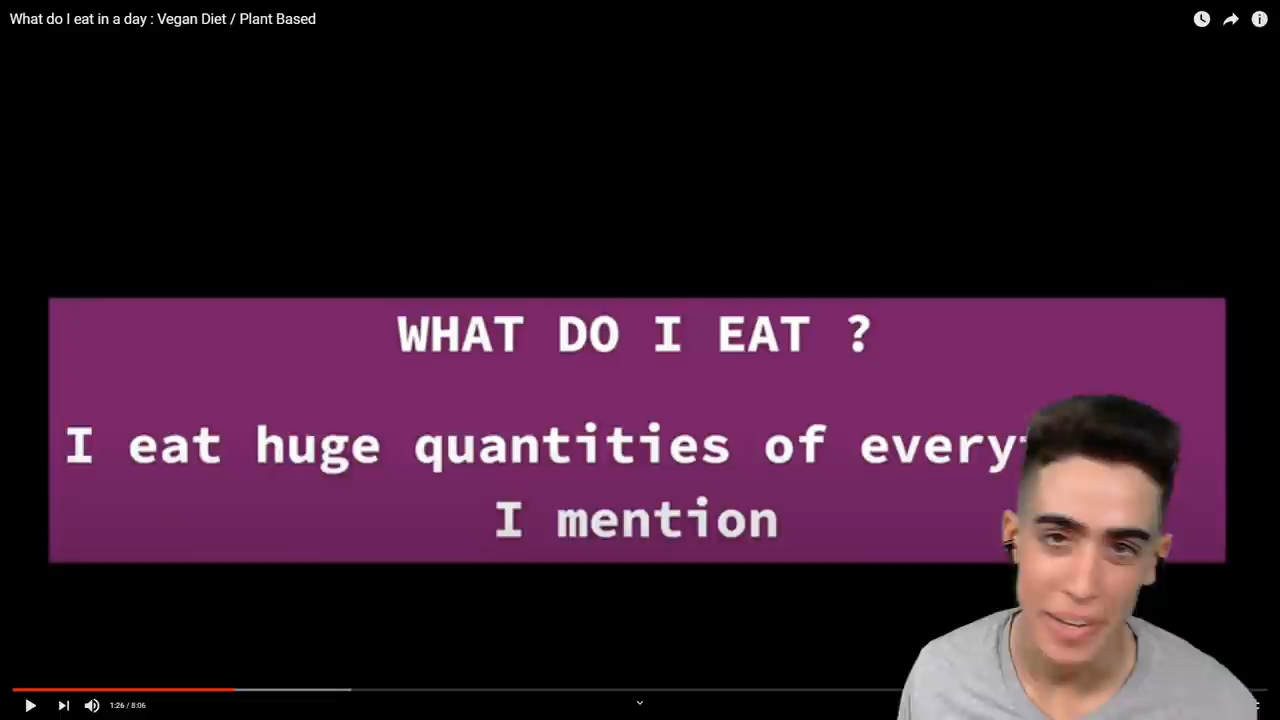 What do I eat in a day : Vegan Diet / Plant Based
WHAT DO I EAT ?
I eat huge quantities of every
I mention
1:26 / 8:06